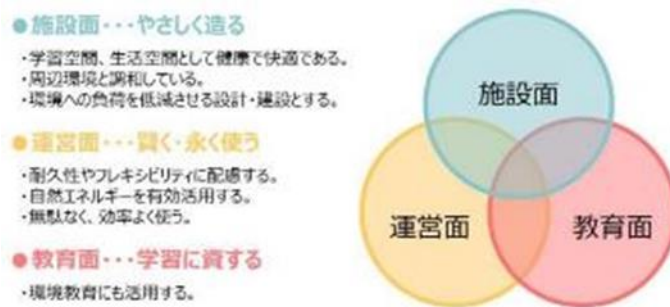 ●施設面・・・やさしく造る
・学習空間、生活空間として健康で快適である。
・周辺環境と調和している。
・環境への負荷を低減させる設計・建設とする。
●運営面・・・賢く・永く使う
・耐久性やフレキシビリティに配慮する。
・自然エネルギーを有効活用する。
・無駄なく、効率よく使う。
●教育面・・・学習に資する
・環境教育にも活用する。
施設面
運営面
教育面